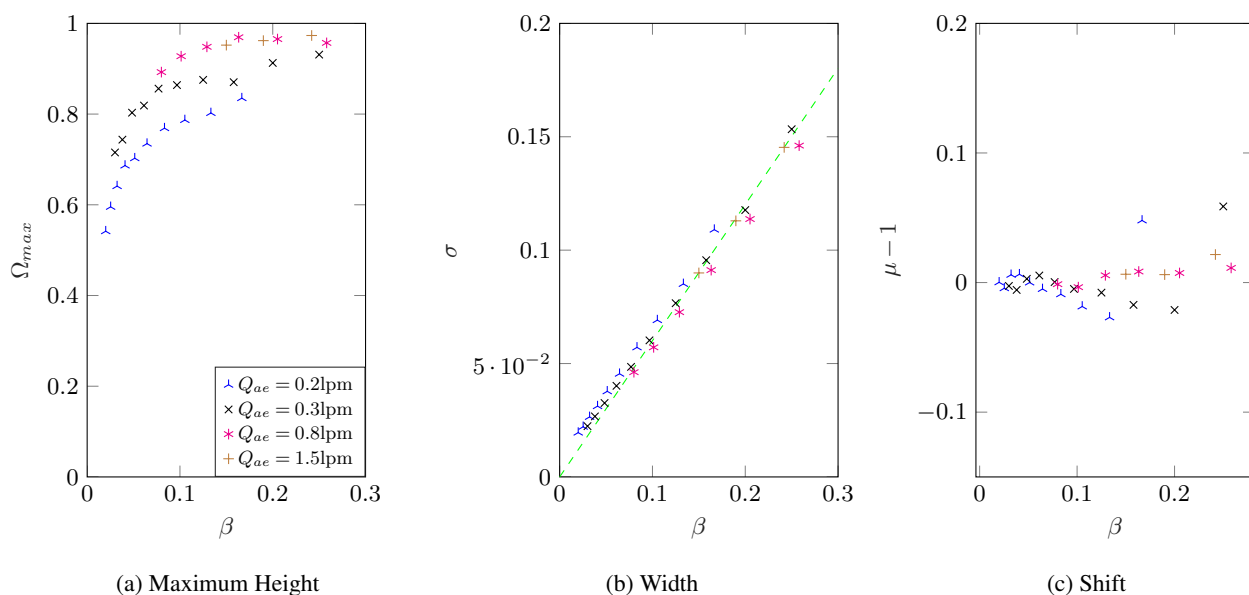 1
0.8
0.6
0.4
0.2
0
0
0.1
0.2
0.3
Ω_max
β
Q_ae = 0.2lpm
Q_ae = 0.3lpm
Q_ae = 0.8lpm
Q_ae = 1.5lpm
(a) Maximum Height
0.2
0.15
0.1
5 · 10^−2
0
0
0.1
0.2
0.3
σ
β
(b) Width
0.2
0.1
0
−0.1
0
0.1
0.2
μ − 1
β
(c) Shift